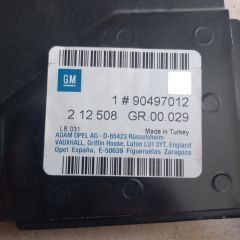 GM
1 # 90497012
2 12 508 GR.00.029
LB 031 Made in Turkey
ADAM OPEL AG - D-65423 Rüsselsheim
VAUXHALL, Griffin House, Luton LU1 3YT, England
Opel España, E-50639 Figueruelas Zaragoza